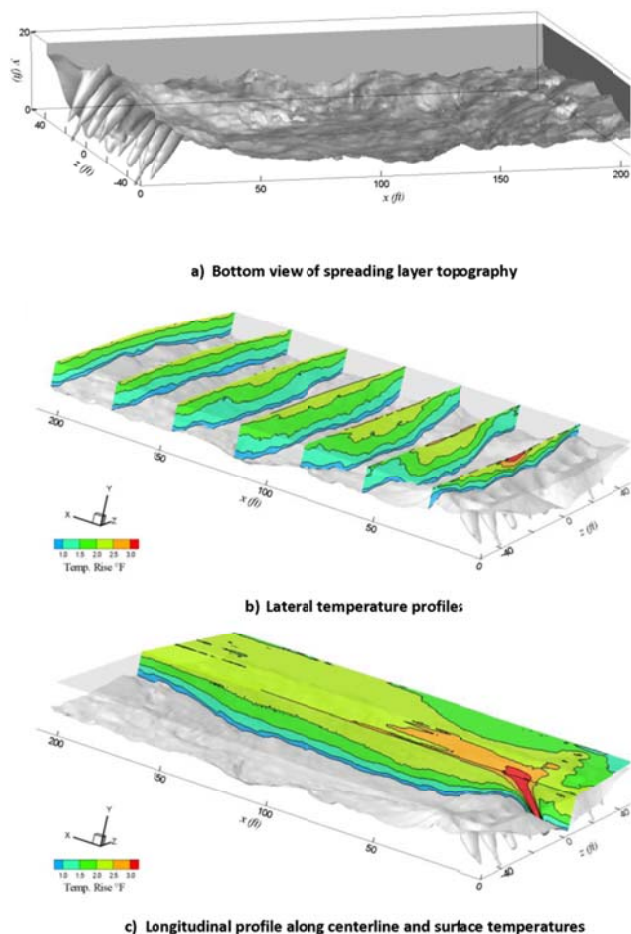 20
y (ft)
0
40
z (ft)
0
-40
0
50
100
150
200
x (ft)
a) Bottom view of spreading layer topography
200
50
x (ft)
100
50
0
-40
0
40
z (ft)
Y
X
Z
1.0 1.5 2.0 2.5 3.0
Temp. Rise °F
b) Lateral temperature profiles
200
50
x (ft)
100
50
0
-40
0
40
z (ft)
Y
X
Z
1.0 1.5 2.0 2.5 3.0
Temp. Rise °F
c) Longitudinal profile along centerline and surface temperatures